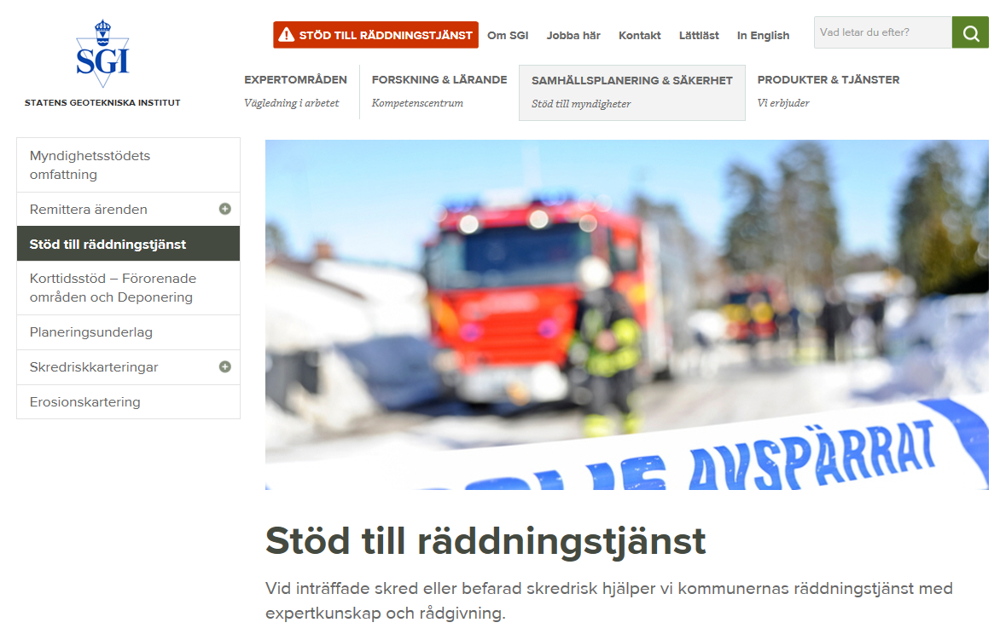 SGI
STATENS GEOTEKNISKA INSTITUT
STÖD TILL RÄDDNINGSTJÄNST
Om SGI
Jobba här
Kontakt
Lättläst
In English
Vad letar du efter?
EXPERTOMRÅDEN
Vägledning i arbetet
FORSKNING & LÄRANDE
Kompetenscentrum
SAMHÄLLSPLANERING & SÄKERHET
Stöd till myndigheter
PRODUKTER & TJÄNSTER
Vi erbjuder
Myndighetsstödets
omfattning
Remittera ärenden
Stöd till räddningstjänst
Korttidsstöd – Förorenade
områden och Deponering
Planeringsunderlag
Skredriskkarteringar
Erosionskartering
POLIS AVSPÄRRAT
Stöd till räddningstjänst
Vid inträffade skred eller befarad skredrisk hjälper vi kommunernas räddningstjänst med
expertkunskap och rådgivning.